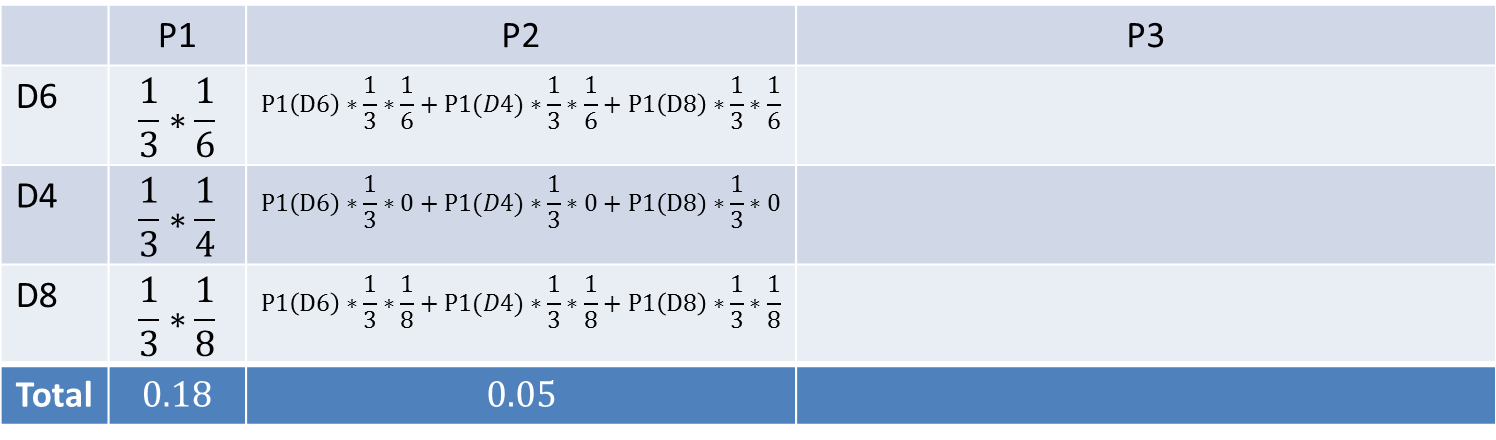 P1 P2 P3
D6 1/3 * 1/6 P1(D6) * 1/3 * 1/6 + P1(D4) * 1/3 * 1/6 + P1(D8) * 1/3 * 1/6
D4 1/3 * 1/4 P1(D6) * 1/3 * 0 + P1(D4) * 1/3 * 0 + P1(D8) * 1/3 * 0
D8 1/3 * 1/8 P1(D6) * 1/3 * 1/8 + P1(D4) * 1/3 * 1/8 + P1(D8) * 1/3 * 1/8
Total 0.18 0.05